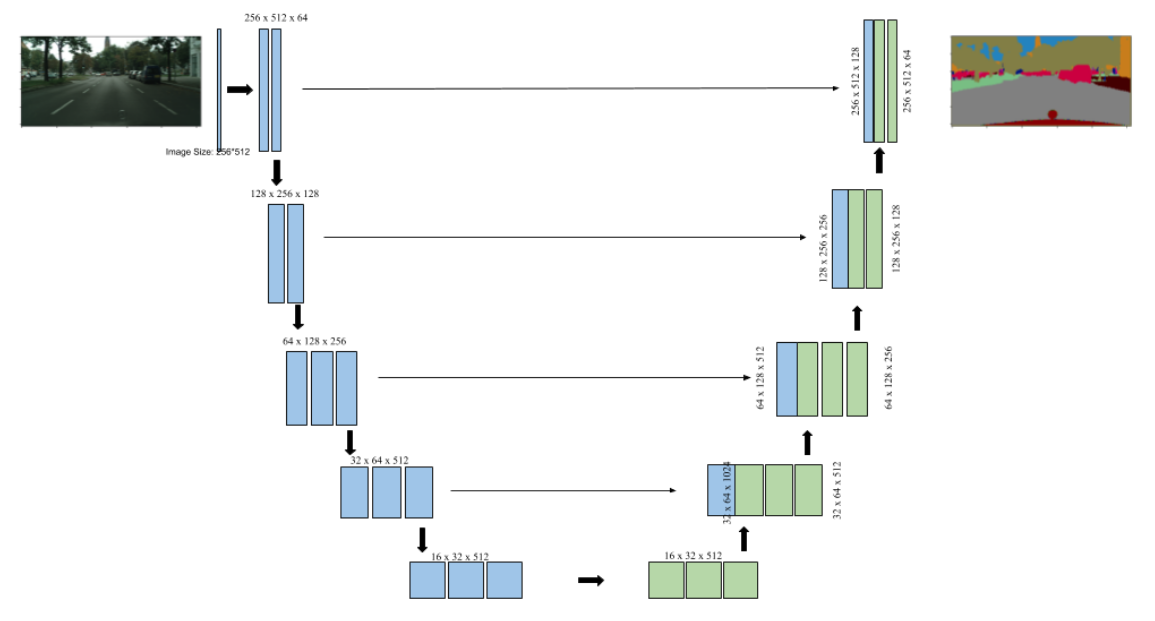 256 x 512 x 64
Image Size: 256*512
256 x 512 x 128
256 x 512 x 64
128 x 256 x 128
128 x 256 x 256
128 x 256 x 128
64 x 128 x 256
64 x 128 x 512
64 x 128 x 256
32 x 64 x 512
32 x 64 x 1024
32 x 64 x 512
16 x 32 x 512
16 x 32 x 512